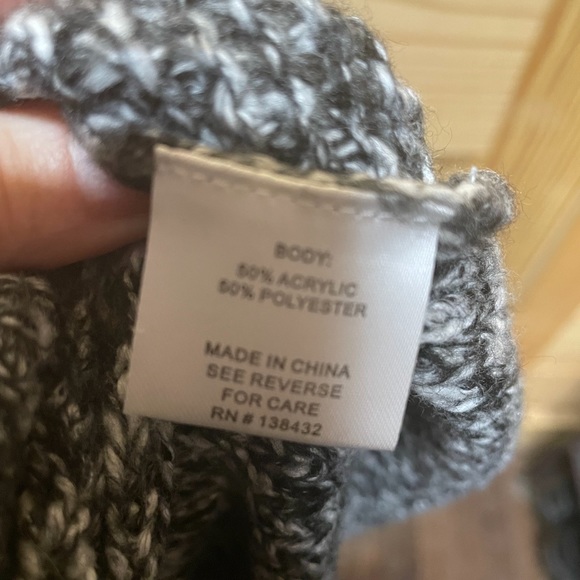 BODY:
50% ACRYLIC
50% POLYESTER
MADE IN CHINA
SEE REVERSE
FOR CARE
RN # 138432